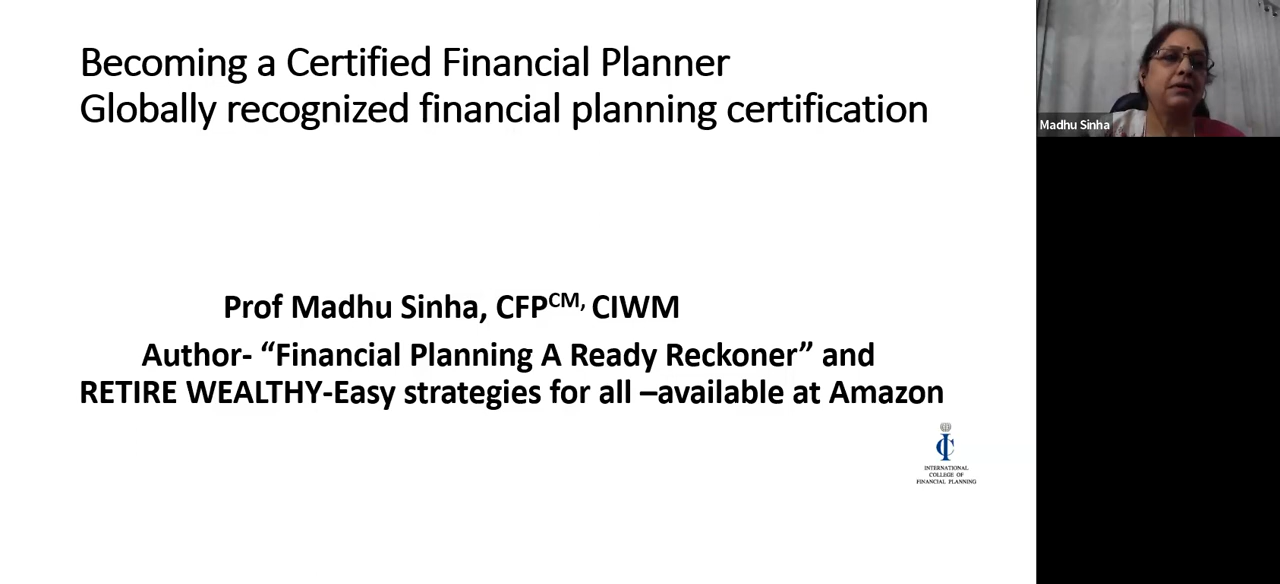 Becoming a Certified Financial Planner
Globally recognized financial planning certification
Prof Madhu Sinha, CFPCM, CIWM
Author- “Financial Planning A Ready Reckoner” and
RETIRE WEALTHY-Easy strategies for all –available at Amazon
INTERNATIONAL
COLLEGE OF
FINANCIAL PLANNING
Madhu Sinha